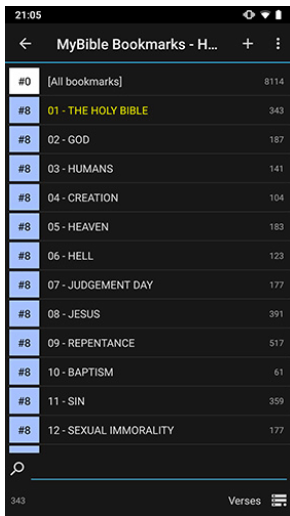 21:05
MyBible Bookmarks - H...
#0 [All bookmarks] 8114
#8 01 - THE HOLY BIBLE 343
#8 02 - GOD 187
#8 03 - HUMANS 141
#8 04 - CREATION 104
#8 05 - HEAVEN 183
#8 06 - HELL 123
#8 07 - JUDGEMENT DAY 177
#8 08 - JESUS 391
#8 09 - REPENTANCE 517
#8 10 - BAPTISM 61
#8 11 - SIN 359
#8 12 - SEXUAL IMMORALITY 177
343 Verses